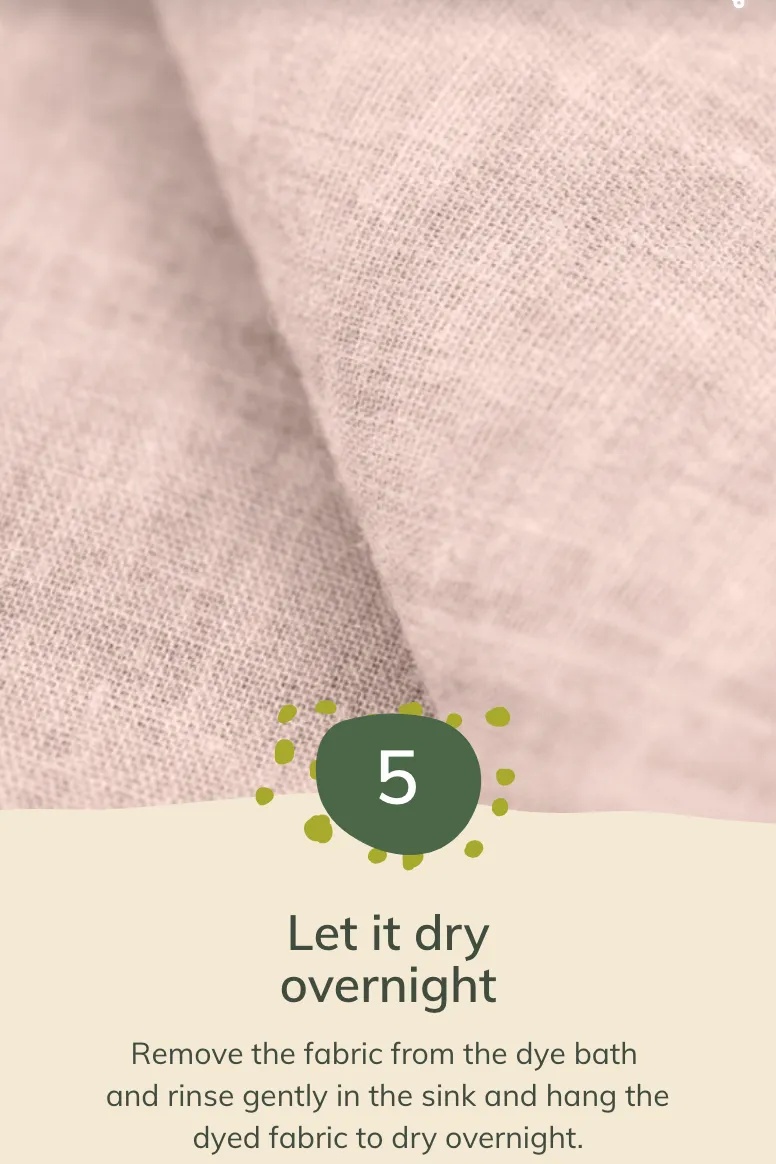 5
Let it dry
overnight
Remove the fabric from the dye bath
and rinse gently in the sink and hang the
dyed fabric to dry overnight.